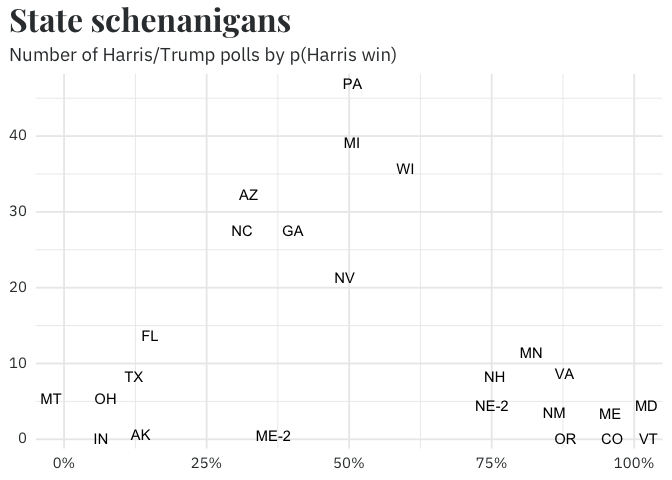 State schenanigans
Number of Harris/Trump polls by p(Harris win)
PA
40
MI
WI
AZ
30
NC GA
NV
20
FL
MN
10
TX NH VA
MT OH NE-2 NM ME MD
0 IN AK ME-2 OR CO VT
0% 25% 50% 75% 100%